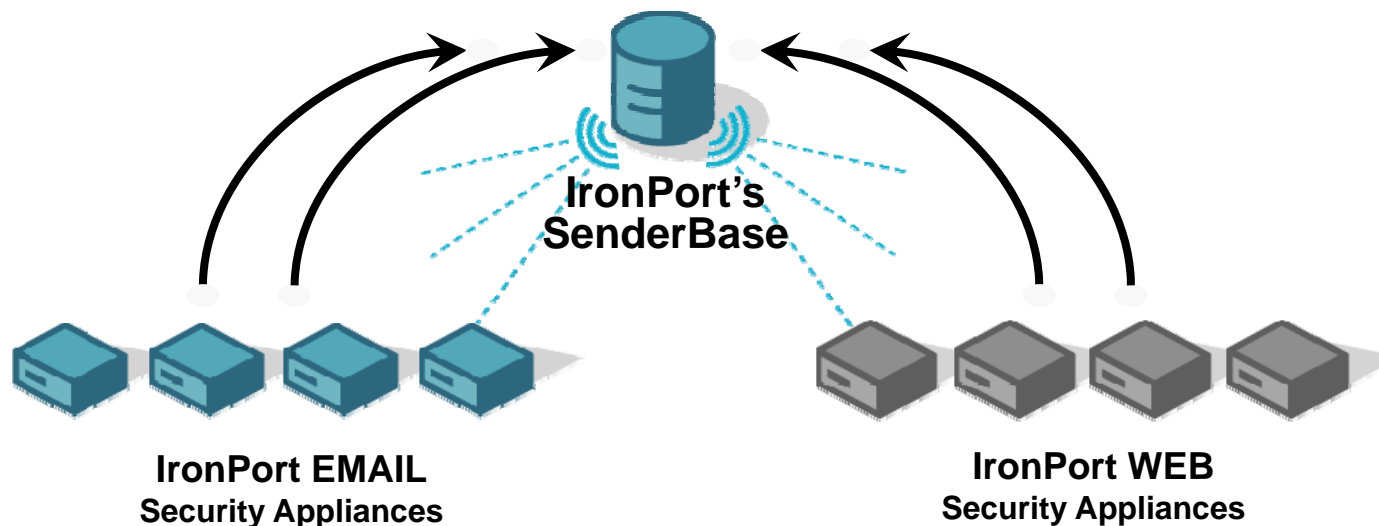 IronPort’s
SenderBase
IronPort EMAIL
Security Appliances
IronPort WEB
Security Appliances